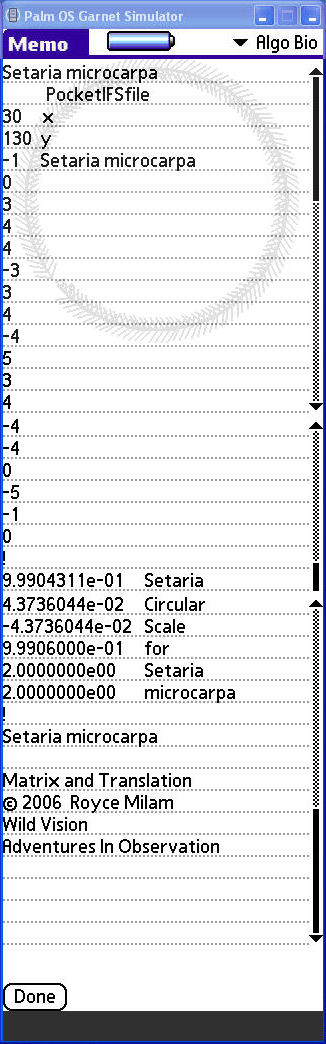 Palm OS Garnet Simulator
Memo
Algo Bio
Setaria microcarpa
PocketIFSfile
30 x
130 y
-1 Setaria microcarpa
0
3
4
4
-3
3
4
-4
5
3
4
-4
-4
0
-5
-1
0
!
9.9904311e-01 Setaria
4.3736044e-02 Circular
-4.3736044e-02 Scale
9.9906000e-01 for
2.0000000e00 Setaria
2.0000000e00 microcarpa
!
Setaria microcarpa
Matrix and Translation
© 2006 Royce Milam
Wild Vision
Adventures In Observation
Done